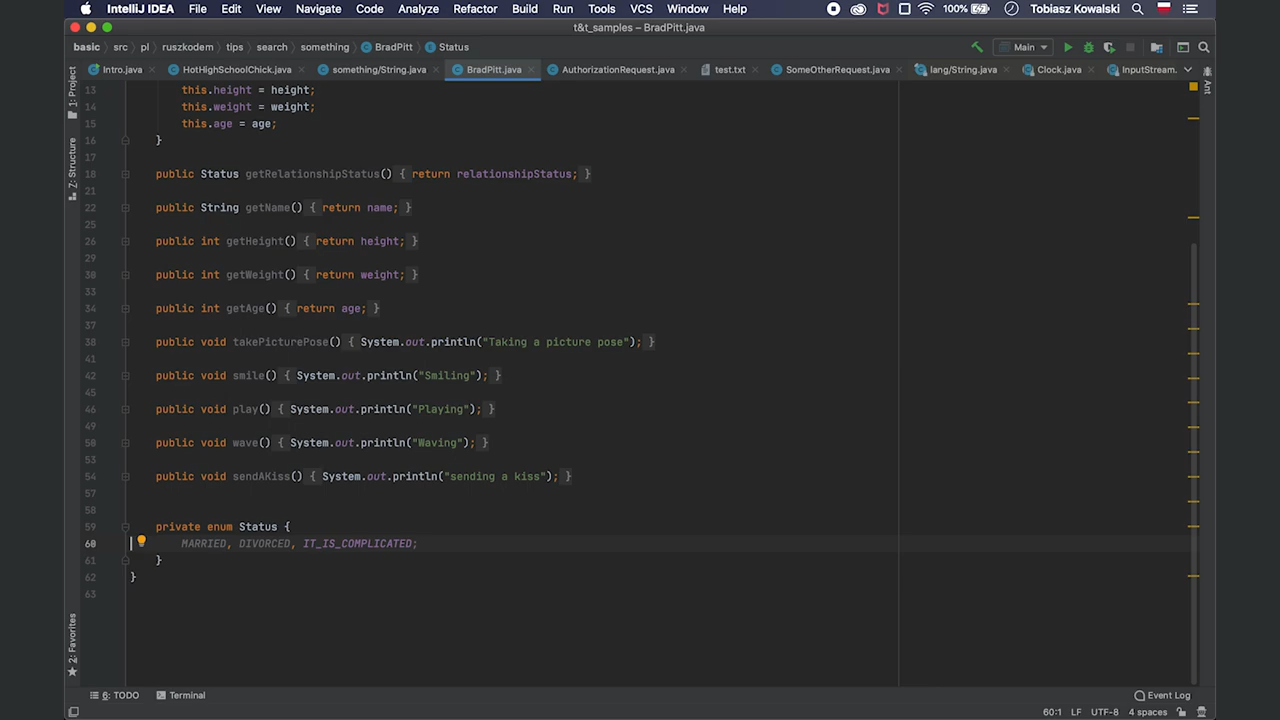 IntelliJ IDEA File Edit View Navigate Code Analyze Refactor Build Run Tools VCS Window Help 100% Tobiasz Kowalski
t&t_samples – BradPitt.java
basic src pl ruszkodem tips search something BradPitt Status Main
Intro.java HotHighSchoolChick.java something/String.java BradPitt.java AuthorizationRequest.java test.txt SomeOtherRequest.java lang/String.java Clock.java InputStream.
1: Project
Z: Structure
2: Favorites
Ant
13 this.height = height;
14 this.weight = weight;
15 this.age = age;
16 }
17
18 public Status getRelationshipStatus() { return relationshipStatus; }
21
22 public String getName() { return name; }
25
26 public int getHeight() { return height; }
29
30 public int getWeight() { return weight; }
33
34 public int getAge() { return age; }
37
38 public void takePicturePose() { System.out.println("Taking a picture pose"); }
41
42 public void smile() { System.out.println("Smiling"); }
45
46 public void play() { System.out.println("Playing"); }
49
50 public void wave() { System.out.println("Waving"); }
53
54 public void sendAKiss() { System.out.println("sending a kiss"); }
57
58
59 private enum Status {
60 MARRIED, DIVORCED, IT_IS_COMPLICATED;
61 }
62 }
63
6: TODO Terminal Event Log
60:1 LF UTF-8 4 spaces